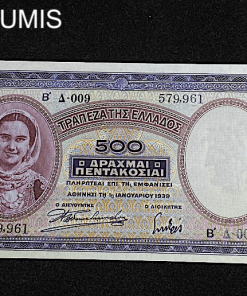 UMIS
Β' Δ-009 579,961
ΤΡΑΠΕΖΑ ΤΗΣ ΕΛΛΑΔΟΣ
500
ΔΡΑΧΜΑΙ
ΠΕΝΤΑΚΟΣΙΑΙ
ΠΛΗΡΩΤΕΑΙ ΕΠΙ ΤΗ ΕΜΦΑΝΙΣΕΙ
ΑΘΗΝΗΣΙ ΤΗ 1 ΙΑΝΟΥΑΡΙΟΥ 1939
Ο ΔΙΕΥΘΥΝΤΗΣ Ο ΔΙΟΙΚΗΤΗΣ
9,961 Β' Δ-00